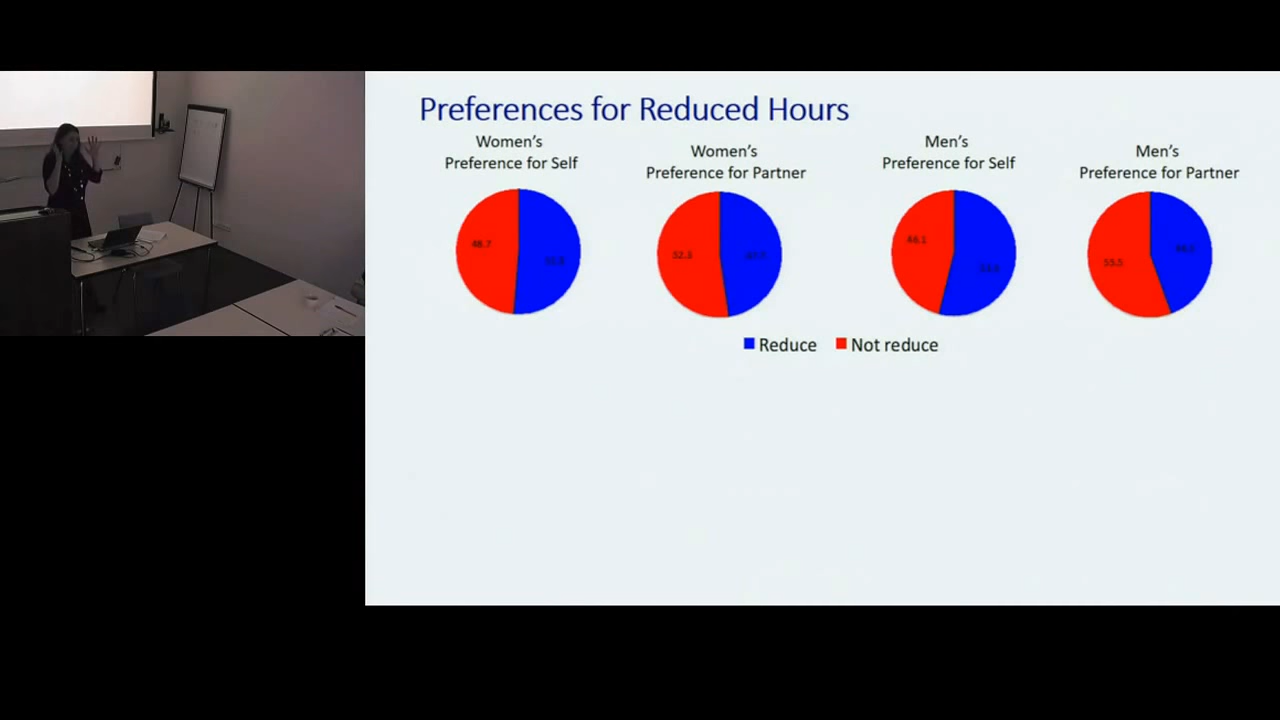 Preferences for Reduced Hours
Women's
Preference for Self
Women's
Preference for Partner
Men's
Preference for Self
Men's
Preference for Partner
48.7
52.3
46.1
55.5
Reduce
Not reduce